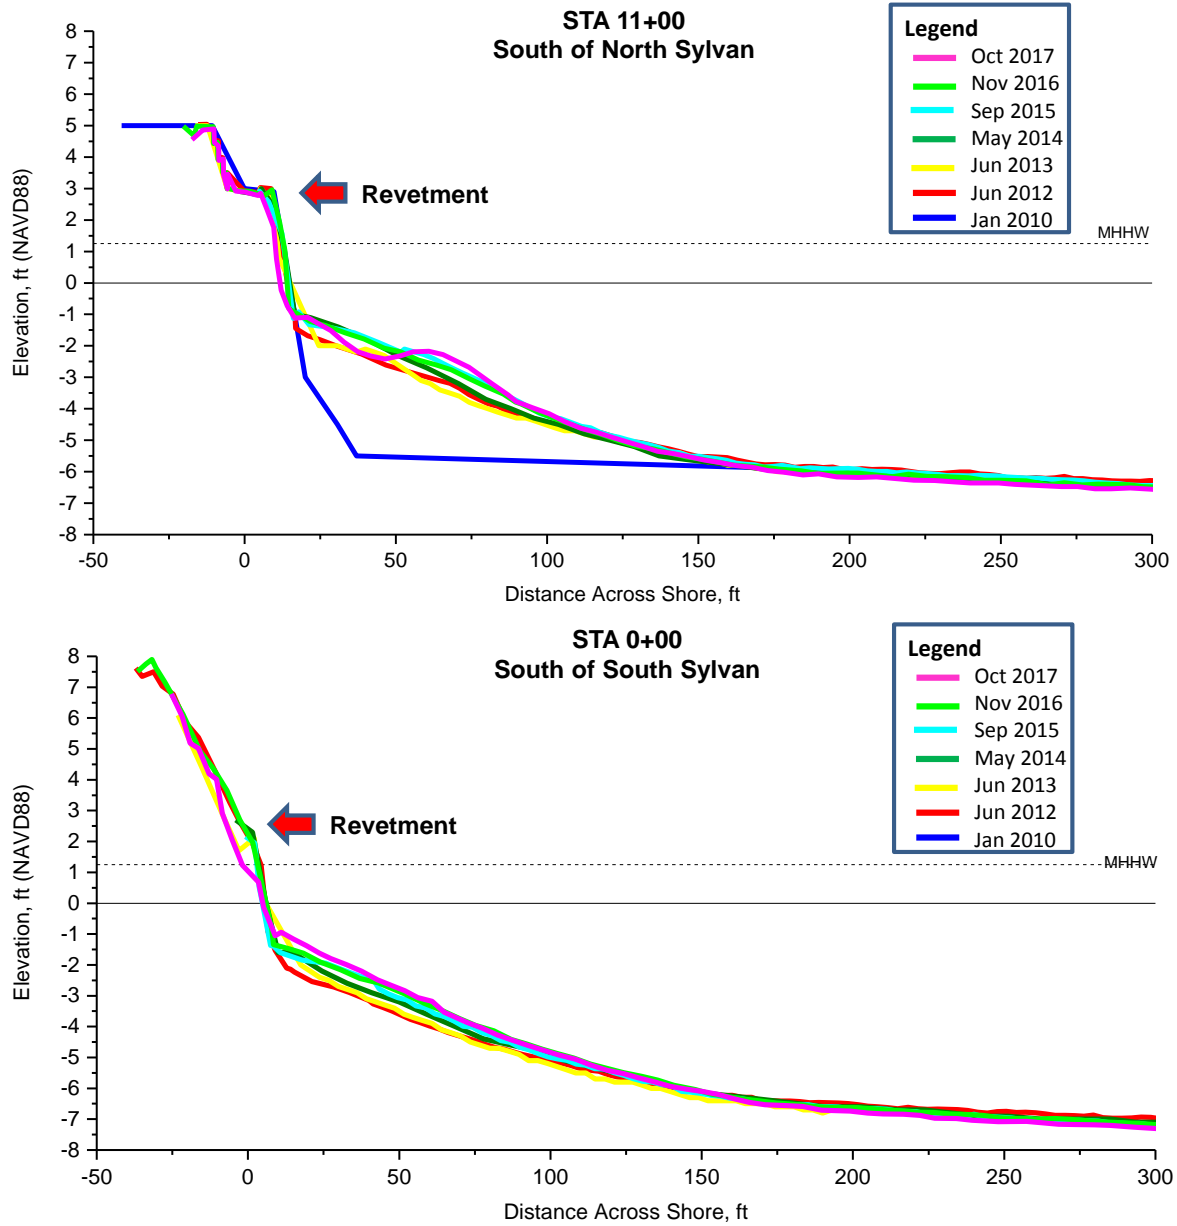 STA 11+00
South of North Sylvan
Legend
Oct 2017
Nov 2016
Sep 2015
May 2014
Jun 2013
Jun 2012
Jan 2010
8
7
6
5
4
3
2
1
0
-1
-2
-3
-4
-5
-6
-7
-8
Elevation, ft (NAVD88)
Revetment
MHHW
-50 0 50 100 150 200 250 300
Distance Across Shore, ft
STA 0+00
South of South Sylvan
Legend
Oct 2017
Nov 2016
Sep 2015
May 2014
Jun 2013
Jun 2012
Jan 2010
8
7
6
5
4
3
2
1
0
-1
-2
-3
-4
-5
-6
-7
-8
Elevation, ft (NAVD88)
Revetment
MHHW
-50 0 50 100 150 200 250 300
Distance Across Shore, ft